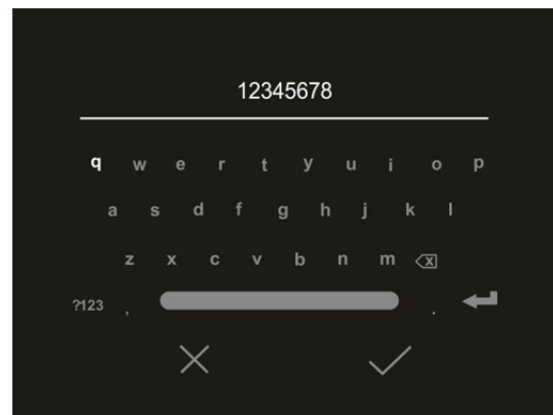 12345678
q w e r t y u i o p
a s d f g h j k l
z x c v b n m
?123 , .